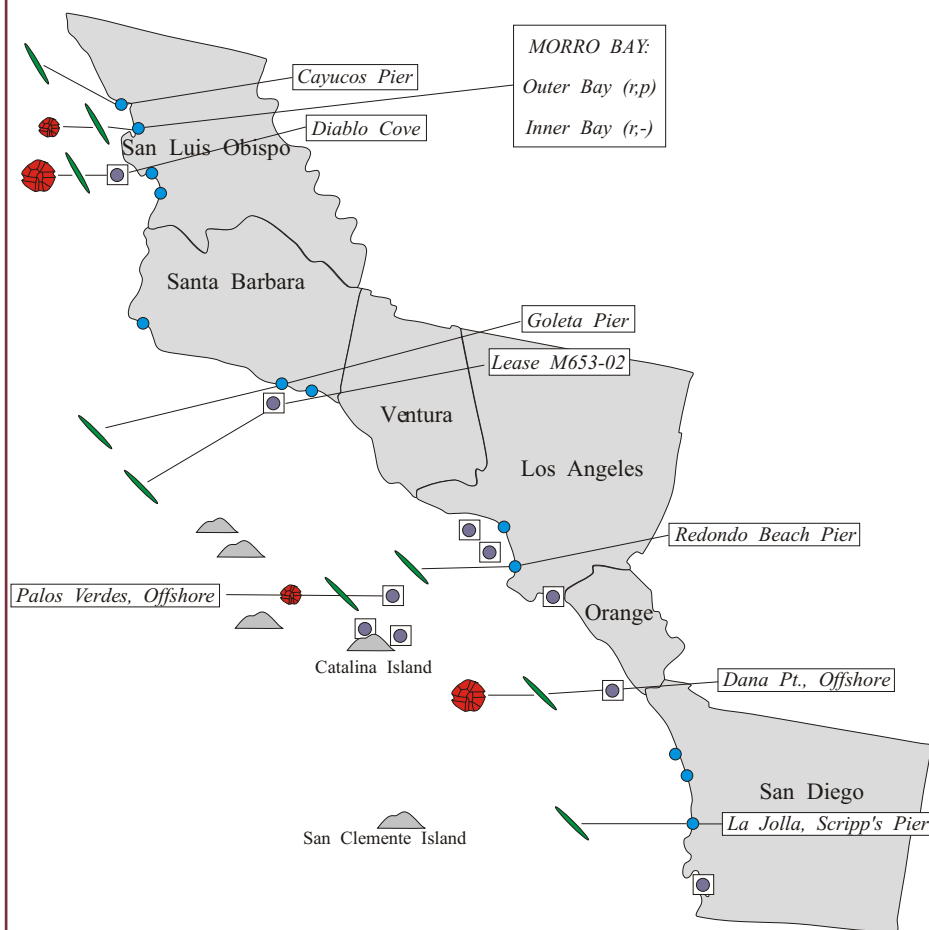 MORRO BAY:
Outer Bay (r,p)
Inner Bay (r,-)
Cayucos Pier
Diablo Cove
San Luis Obispo
Santa Barbara
Goleta Pier
Lease M653-02
Ventura
Los Angeles
Redondo Beach Pier
Palos Verdes, Offshore
Orange
Catalina Island
Dana Pt., Offshore
San Diego
La Jolla, Scripp's Pier
San Clemente Island